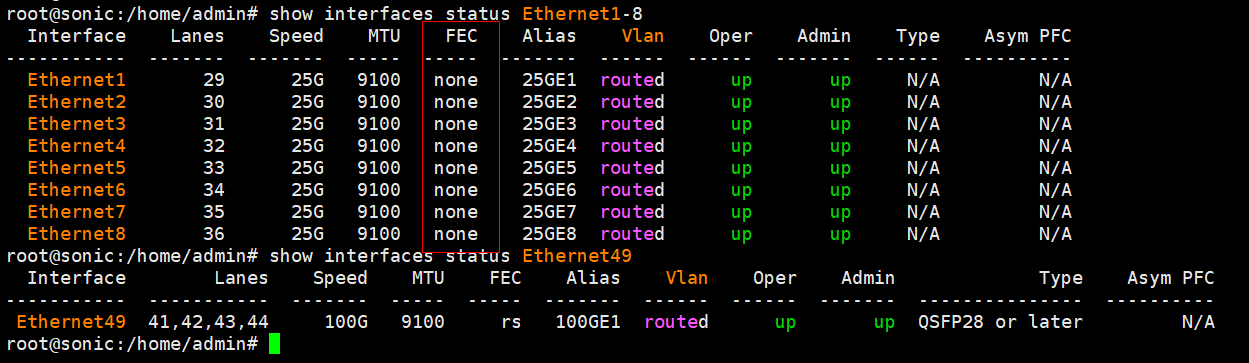 root@sonic:/home/admin# show interfaces status Ethernet1-8
  Interface    Lanes    Speed    MTU    FEC    Alias    Vlan    Oper    Admin    Type    Asym PFC
-----------  -------  -------  -----  -----  -------  ------  ------  -------  ------  ----------
  Ethernet1       29      25G   9100   none    25GE1  routed      up       up     N/A         N/A
  Ethernet2       30      25G   9100   none    25GE2  routed      up       up     N/A         N/A
  Ethernet3       31      25G   9100   none    25GE3  routed      up       up     N/A         N/A
  Ethernet4       32      25G   9100   none    25GE4  routed      up       up     N/A         N/A
  Ethernet5       33      25G   9100   none    25GE5  routed      up       up     N/A         N/A
  Ethernet6       34      25G   9100   none    25GE6  routed      up       up     N/A         N/A
  Ethernet7       35      25G   9100   none    25GE7  routed      up       up     N/A         N/A
  Ethernet8       36      25G   9100   none    25GE8  routed      up       up     N/A         N/A
root@sonic:/home/admin# show interfaces status Ethernet49
  Interface        Lanes    Speed    MTU    FEC    Alias    Vlan    Oper    Admin             Type    Asym PFC
-----------  -----------  -------  -----  -----  -------  ------  ------  -------  ---------------  ----------
 Ethernet49  41,42,43,44     100G   9100     rs   100GE1  routed      up       up  QSFP28 or later         N/A
root@sonic:/home/admin#